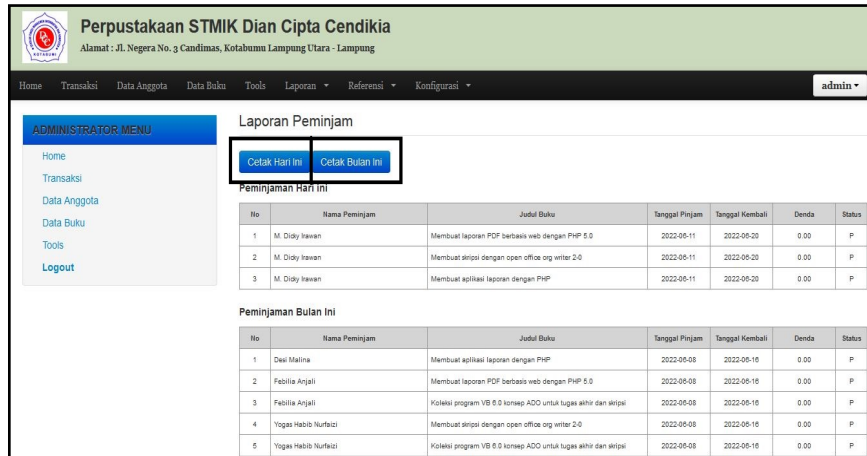 Perpustakaan STMIK Dian Cipta Cendikia
Alamat : Jl. Negera No. 3 Candimas, Kotabumu Lampung Utara - Lampung
KOTABUMI
Home Transaksi Data Anggota Data Buku Tools Laporan Referensi Konfigurasi admin
ADMINISTRATOR MENU
Home
Transaksi
Data Anggota
Data Buku
Tools
Logout
Laporan Peminjam
Cetak Hari Ini Cetak Bulan Ini
Peminjaman Hari ini
No Nama Peminjam Judul Buku Tanggal Pinjam Tanggal Kembali Denda Status
1 M. Dicky Irawan Membuat laporan PDF berbasis web dengan PHP 5.0 2022-06-11 2022-06-20 0.00 P
2 M. Dicky Irawan Membuat skripsi dengan open office org writer 2-0 2022-06-11 2022-06-20 0.00 P
3 M. Dicky Irawan Membuat aplikasi laporan dengan PHP 2022-06-11 2022-06-20 0.00 P
Peminjaman Bulan Ini
No Nama Peminjam Judul Buku Tanggal Pinjam Tanggal Kembali Denda Status
1 Desi Malina Membuat aplikasi laporan dengan PHP 2022-06-08 2022-06-16 0.00 P
2 Febilia Anjali Membuat laporan PDF berbasis web dengan PHP 5.0 2022-06-08 2022-06-16 0.00 P
3 Febilia Anjali Koleksi program VB 6.0 konsep ADO untuk tugas akhir dan skripsi 2022-06-08 2022-06-16 0.00 P
4 Yogas Habib Nurfaizi Membuat skripsi dengan open office org writer 2-0 2022-06-08 2022-06-16 0.00 P
5 Yogas Habib Nurfaizi Koleksi program VB 6.0 konsep ADO untuk tugas akhir dan skripsi 2022-06-08 2022-06-16 0.00 P